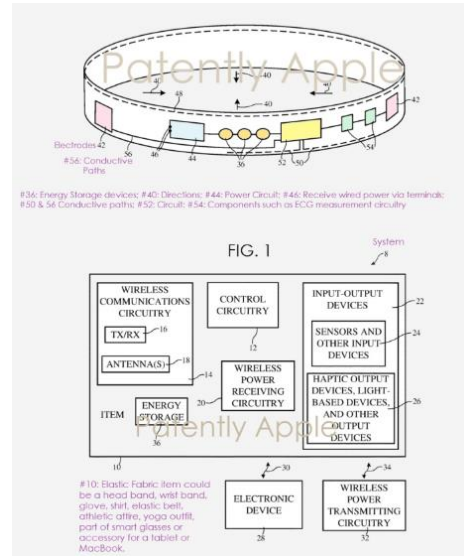 Patently Apple
40
40
40
40
48
42
Electrodes
42
56
46
44
36
52
50
54
#56: Conductive
Paths
#36: Energy Storage devices; #40: Directions; #44: Power Circuit; #46: Receive wired power via terminals;
#50 & 56 Conductive paths; #52: Circuit; #54: Components such as ECG measurement circuitry
FIG. 1
System
8
WIRELESS
COMMUNICATIONS
CIRCUITRY
TX/RX
16
ANTENNA(S)
18
14
CONTROL
CIRCUITRY
12
INPUT-OUTPUT
DEVICES
22
SENSORS AND
OTHER INPUT
DEVICES
24
WIRELESS
POWER
RECEIVING
CIRCUITRY
20
HAPTIC OUTPUT
DEVICES, LIGHT-
BASED DEVICES,
AND OTHER
OUTPUT
DEVICES
26
ITEM
ENERGY
STORAGE
36
Patently Apple
10
#10: Elastic Fabric item could
be a head band, wrist band,
glove, shirt, elastic belt,
athletic attire, yoga outfit,
part of smart glasses or
accessory for a tablet or
MacBook.
30
ELECTRONIC
DEVICE
28
34
WIRELESS
POWER
TRANSMITTING
CIRCUITRY
32